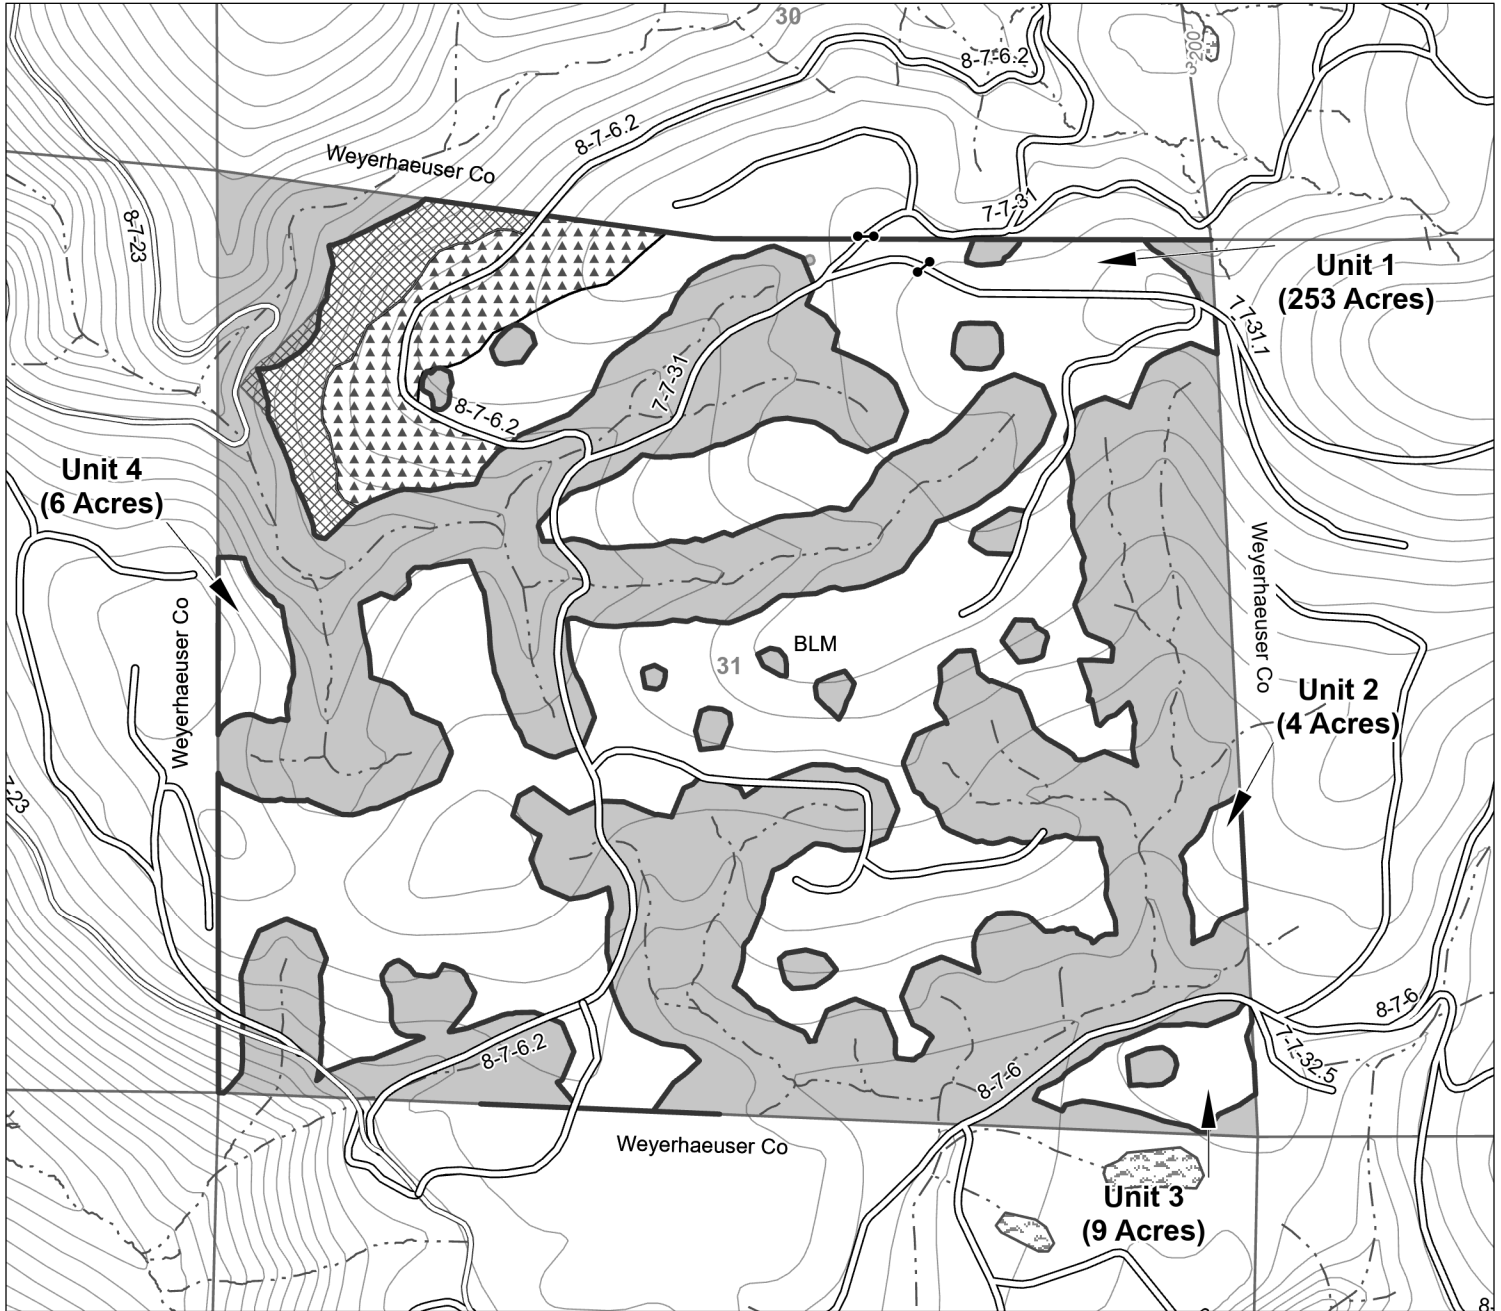 30
3200
8-7-6.2
8-7-6.2
Weyerhaeuser Co
8-7-23
7-7-31
Unit 1
(253 Acres)
7-7-31.1
7-7-31
8-7-6.2
Unit 4
(6 Acres)
Weyerhaeuser Co
Weyerhaeuser Co
BLM
31
Unit 2
(4 Acres)
7-23
8-7-6
8-7-6.2
7-7-32.5
8-7-6
Weyerhaeuser Co
Unit 3
(9 Acres)
8-